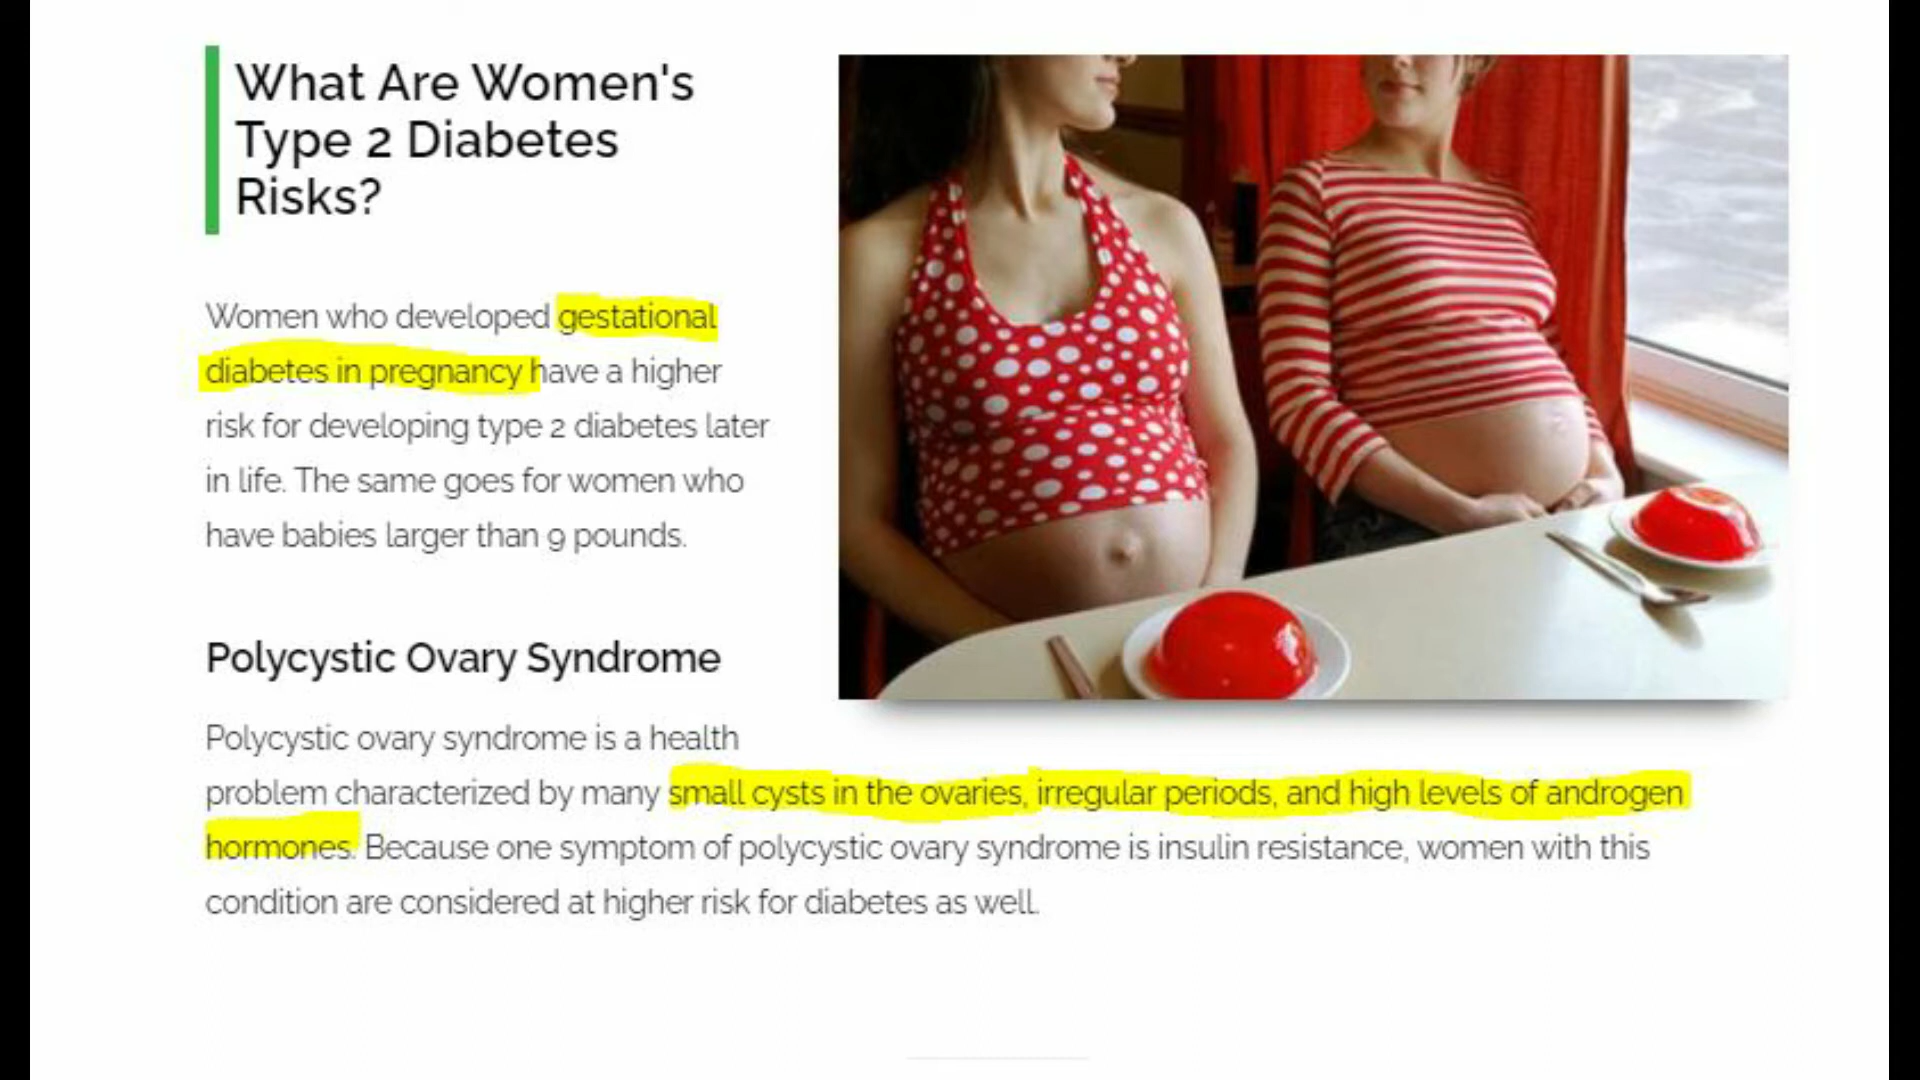 What Are Women's
Type 2 Diabetes
Risks?
Women who developed gestational
diabetes in pregnancy have a higher
risk for developing type 2 diabetes later
in life. The same goes for women who
have babies larger than 9 pounds.
Polycystic Ovary Syndrome
Polycystic ovary syndrome is a health
problem characterized by many small cysts in the ovaries, irregular periods, and high levels of androgen
hormones. Because one symptom of polycystic ovary syndrome is insulin resistance, women with this
condition are considered at higher risk for diabetes as well.